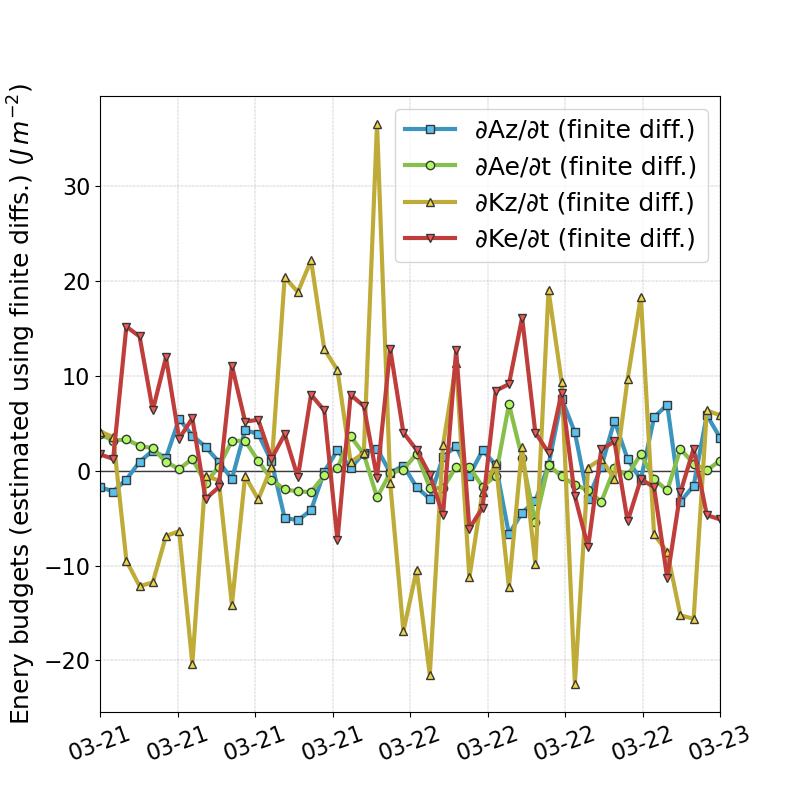 Enery budgets (estimated using finite diffs.) (J m⁻²)
∂Az/∂t (finite diff.)
∂Ae/∂t (finite diff.)
∂Kz/∂t (finite diff.)
∂Ke/∂t (finite diff.)
30
20
10
0
−10
−20
03-21 03-21 03-21 03-21 03-22 03-22 03-22 03-22 03-23